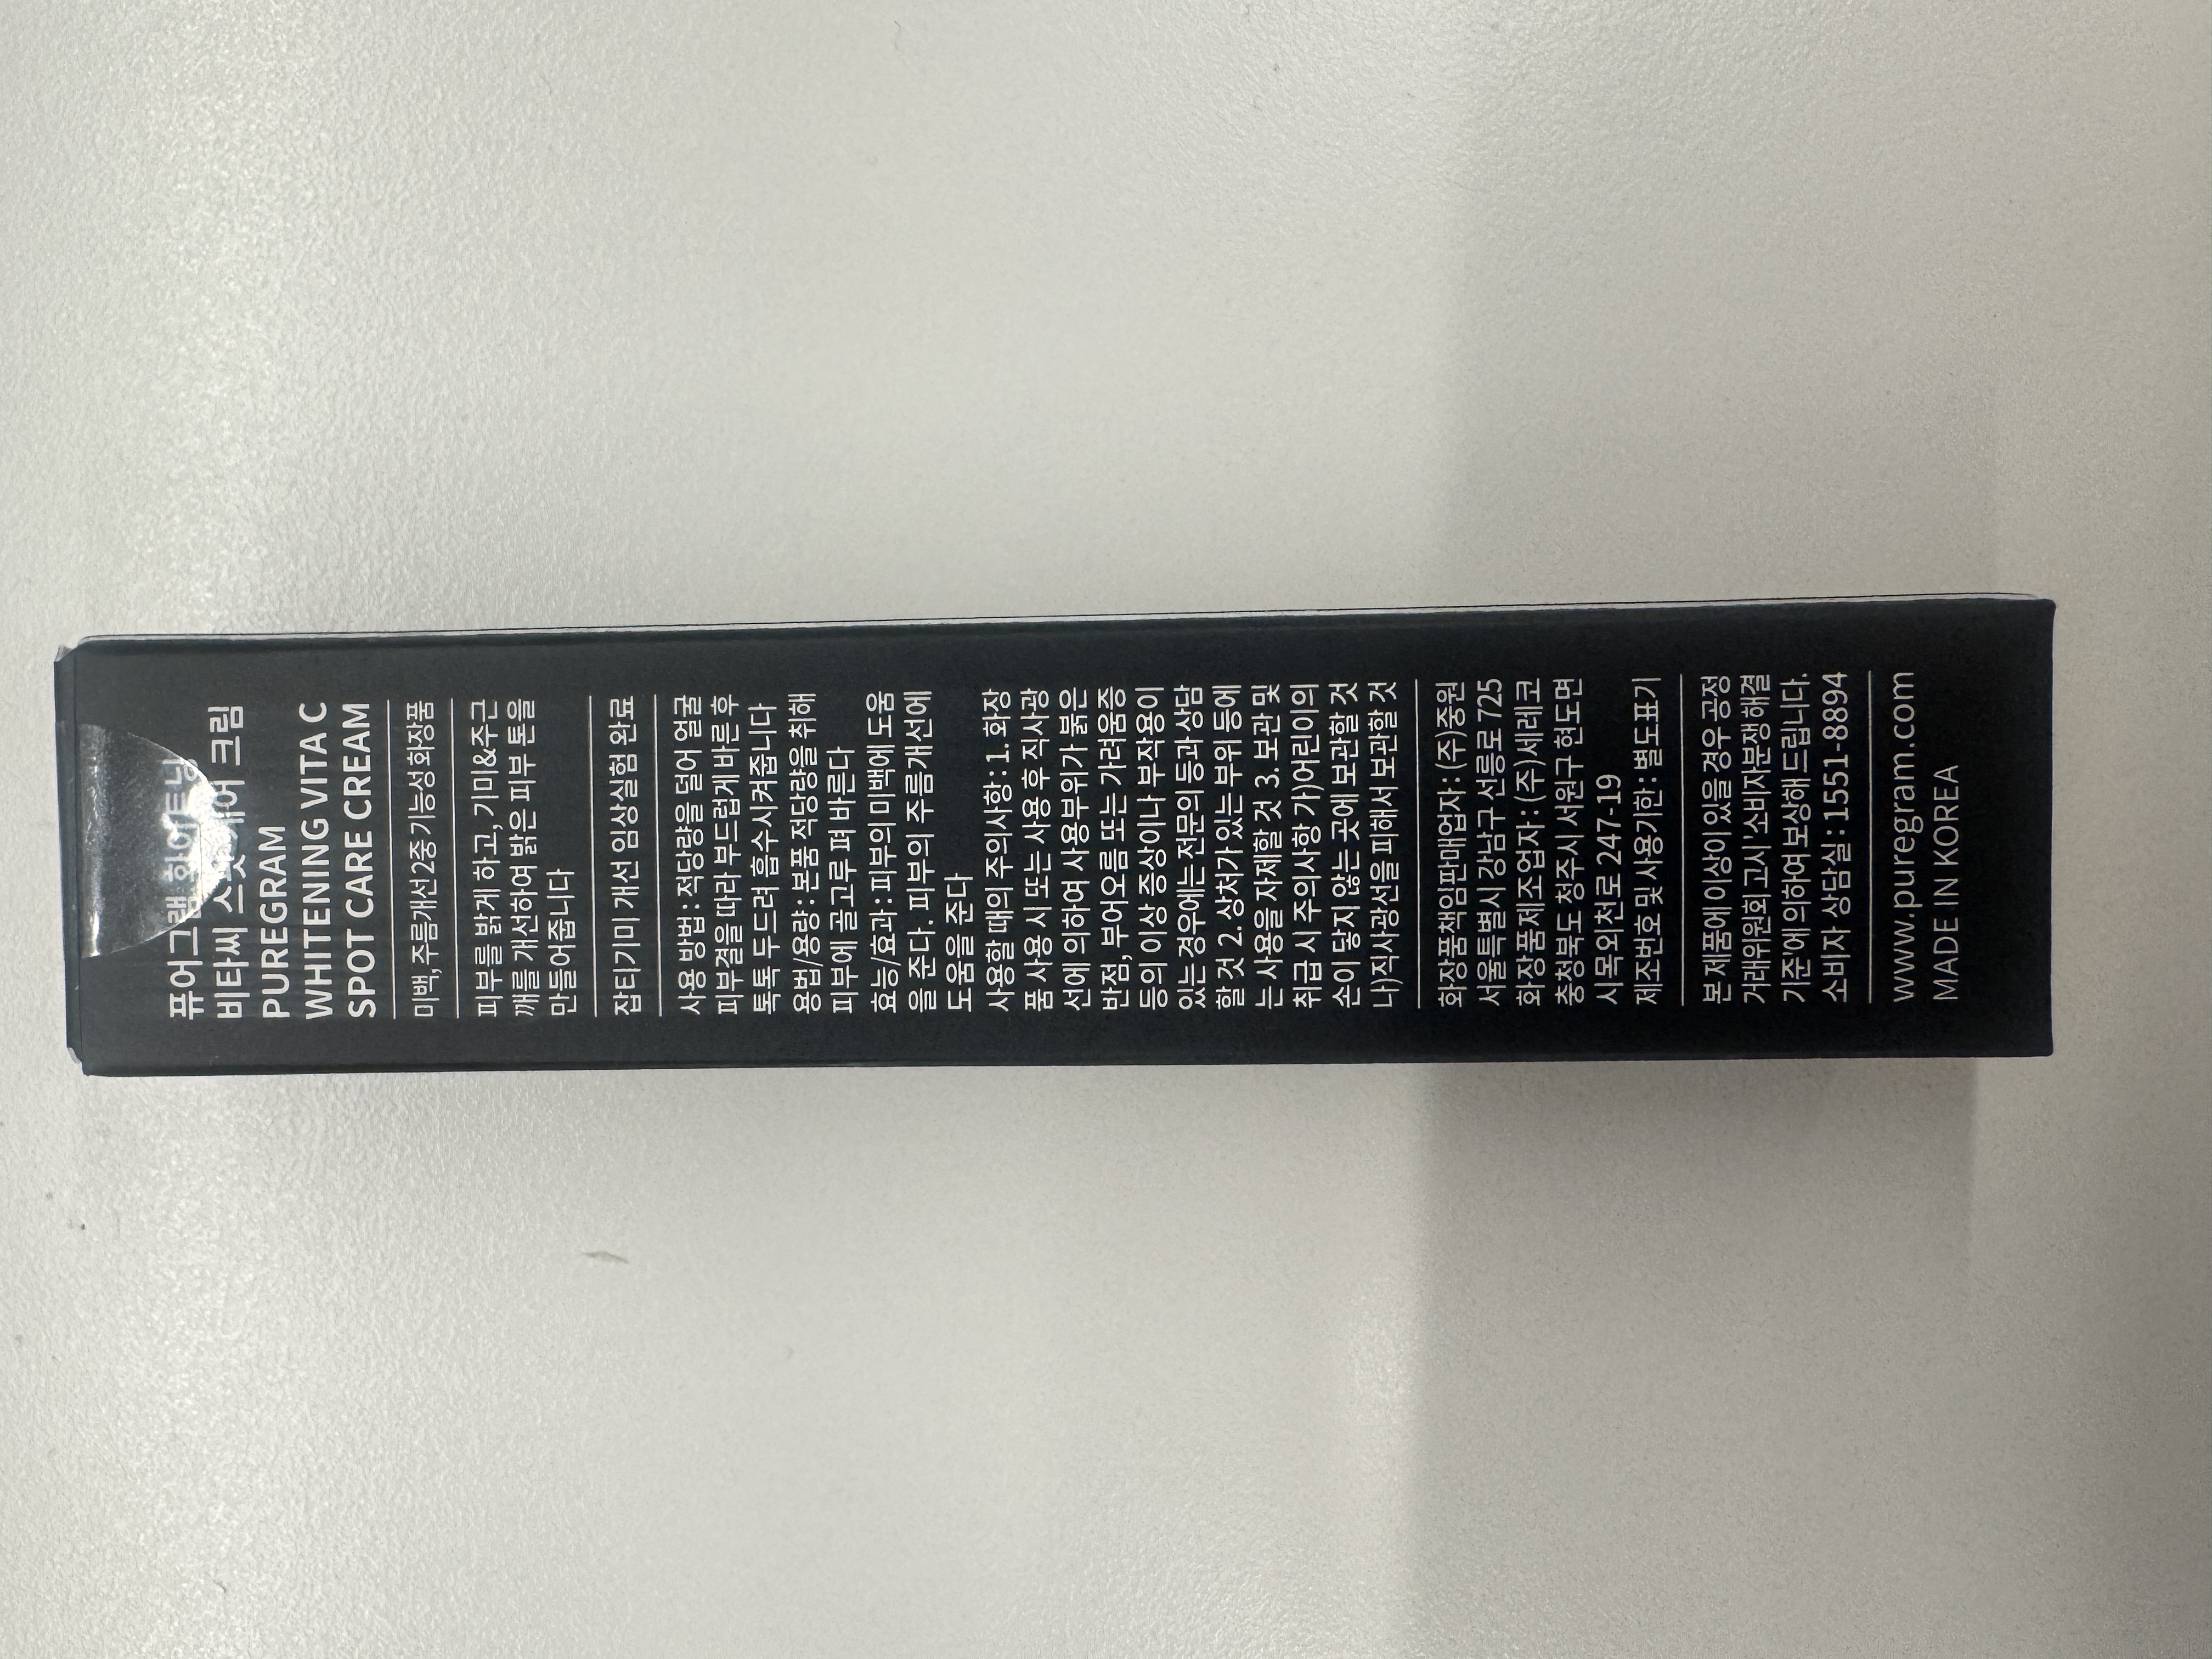 퓨어그램 화이트닝
비타씨 스팟케어 크림
PUREGRAM
WHITENING VITA C
SPOT CARE CREAM
미백,주름개선 2중 기능성 화장품
피부를 밝게 하고, 기미&주근
깨를 개선하여 밝은 피부 톤을
만들어줍니다
잡티기미 개선 임상실험 완료
사용 방법 : 적당량을 덜어 얼굴
피부결을 따라 부드럽게 바른 후
톡톡 두드려 흡수시켜줍니다
용법/용량 : 본품 적당량을 취해
피부에 골고루 펴 바른다
효능/효과 : 피부의 미백에 도움
을 준다 . 피부의 주름개선에
도움을 준다
사용할 때의 주의사항 : 1. 화장
품 사용 시 또는 사용 후 직사광
선에 의하여 사용부위가 붉은
반점, 부어오름 또는 가려움증
등의 이상 증상이나 부작용이
있는 경우에는 전문의 등과 상담
할 것 2. 상처가 있는 부위 등에
는 사용을 자제할 것 3. 보관 및
취급 시 주의사항 가)어린이의
손이 닿지 않는 곳에 보관할 것
나)직사광선을 피해서 보관할 것
화장품책임판매업자 : (주)중원
서울특별시 강남구 선릉로 725
화장품제조업자 : (주)세레코
충청북도 청주시 서원구 현도면
시목외천로 247-19
제조번호 및 사용기한 : 별도표기
본 제품에 이상이 있을 경우 공정
거래위원회 고시 '소비자분쟁해결
기준'에 의하여 보상해 드립니다.
소비자 상담실 : 1551-8894
www.puregram.com
MADE IN KOREA